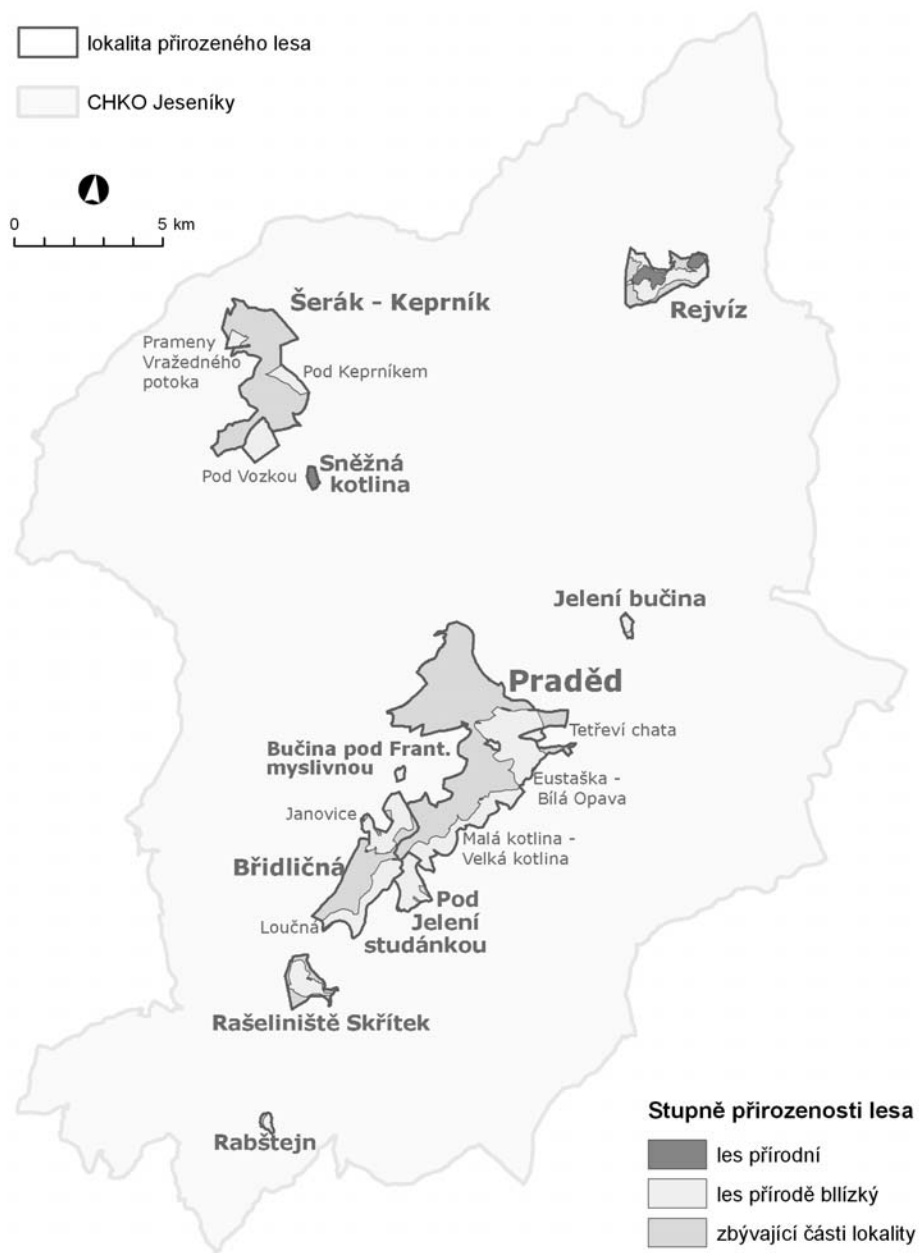 lokalita přirozeného lesa
CHKO Jeseníky
0
5 km
Šerák - Keprník
Rejvíz
Prameny
Vražedného
potoka
Pod Keprníkem
Pod Vozkou
Sněžná
kotlina
Jelení bučina
Praděd
Tetřeví chata
Bučina pod Frant.
myslivnou
Eustaška -
Bílá Opava
Janovice
Malá kotlina -
Velká kotlina
Břidličná
Pod
Jelení
studánkou
Loučná
Rašeliniště Skřítek
Rabštejn
Stupně přirozenosti lesa
les přírodní
les přírodě bllízký
zbývající části lokality